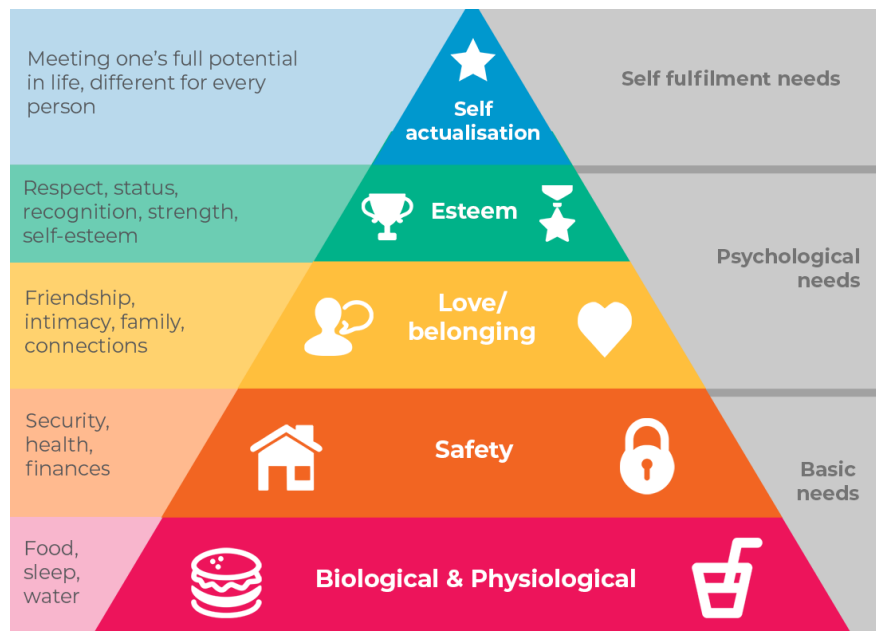 Meeting one’s full potential
in life, different for every
person
Self
actualisation
Self fulfilment needs
Respect, status,
recognition, strength,
self-esteem
Esteem
Psychological
needs
Friendship,
intimacy, family,
connections
Love/
belonging
Security,
health,
finances
Safety
Basic
needs
Food,
sleep,
water
Biological & Physiological